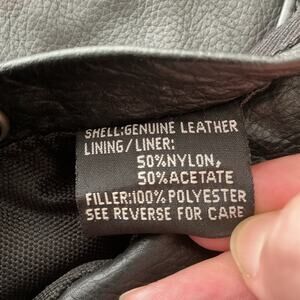 SHELL:GENUINE LEATHER
LINING/LINER:
50%NYLON,
50%ACETATE
FILLER:100%POLYESTER
SEE REVERSE FOR CARE